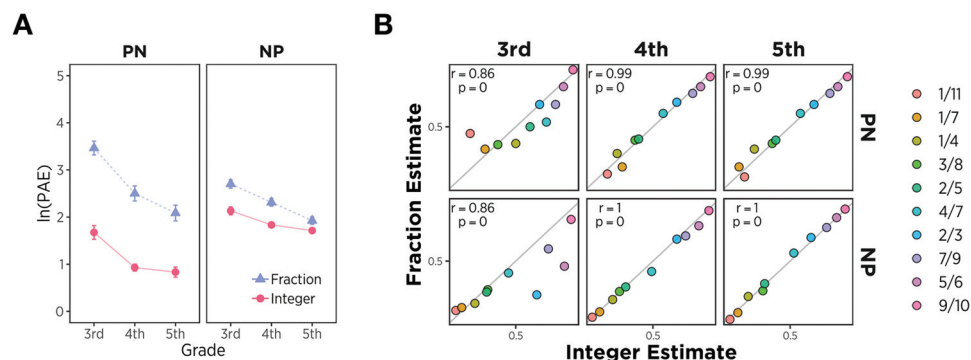 A
PN
NP
5
4
3
2
1
0
ln(PAE)
Fraction
Integer
3rd
4th
5th
3rd
4th
5th
Grade
B
3rd
4th
5th
r = 0.86
p = 0
r = 0.99
p = 0
r = 0.99
p = 0
PN
r = 0.86
p = 0
r = 1
p = 0
r = 1
p = 0
NP
0.5
0.5
Fraction Estimate
0.5
0.5
0.5
Integer Estimate
1/11
1/7
1/4
3/8
2/5
4/7
2/3
7/9
5/6
9/10